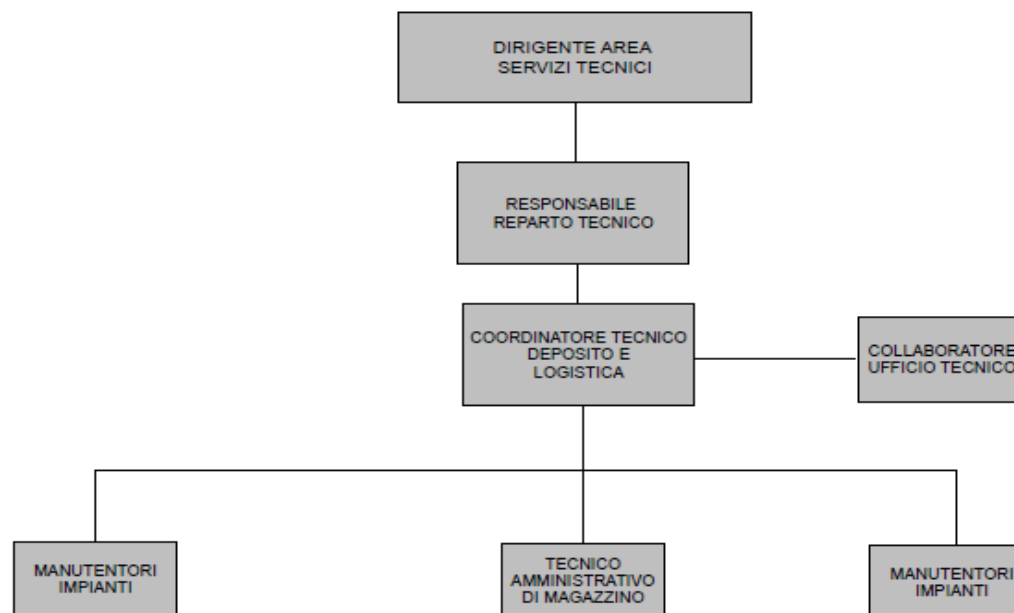 DIRIGENTE AREA
SERVIZI TECNICI
RESPONSABILE
REPARTO TECNICO
COORDINATORE TECNICO
DEPOSITO E
LOGISTICA
COLLABORATORE
UFFICIO TECNICO
MANUTENTORI
IMPIANTI
TECNICO
AMMINISTRATIVO
DI MAGAZZINO
MANUTENTORI
IMPIANTI